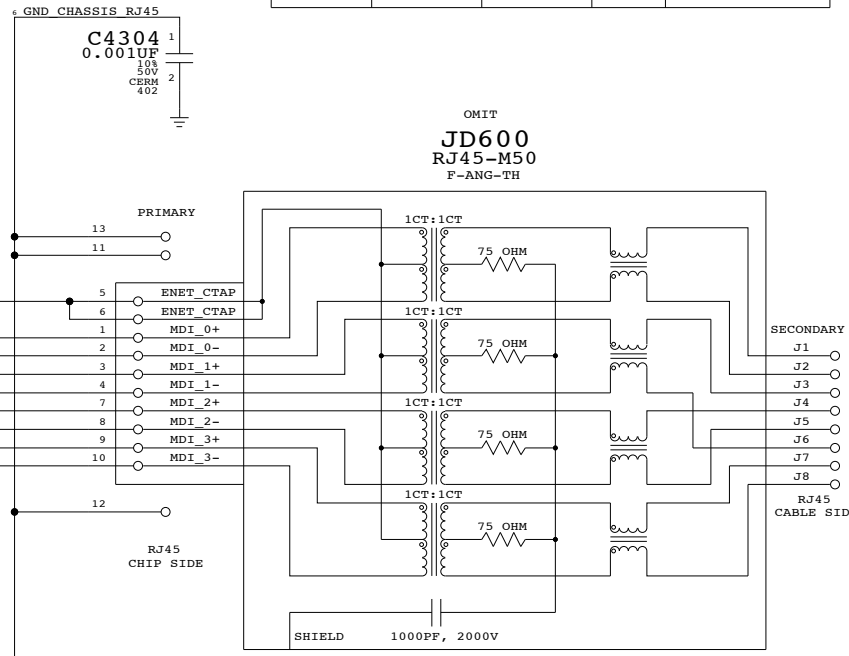 6 GND_CHASSIS_RJ45
C4304
0.001UF
10%
50V
CERM
402
1
2
OMIT
JD600
RJ45-M50
F-ANG-TH
PRIMARY
13
11
5 ENET_CTAP
6 ENET_CTAP
1 MDI_0+
2 MDI_0-
3 MDI_1+
4 MDI_1-
7 MDI_2+
8 MDI_2-
9 MDI_3+
10 MDI_3-
12
RJ45
CHIP SIDE
1CT:1CT
75 OHM
1CT:1CT
75 OHM
1CT:1CT
75 OHM
1CT:1CT
75 OHM
SHIELD
1000PF, 2000V
SECONDARY
J1
J2
J3
J4
J5
J6
J7
J8
RJ45
CABLE SID